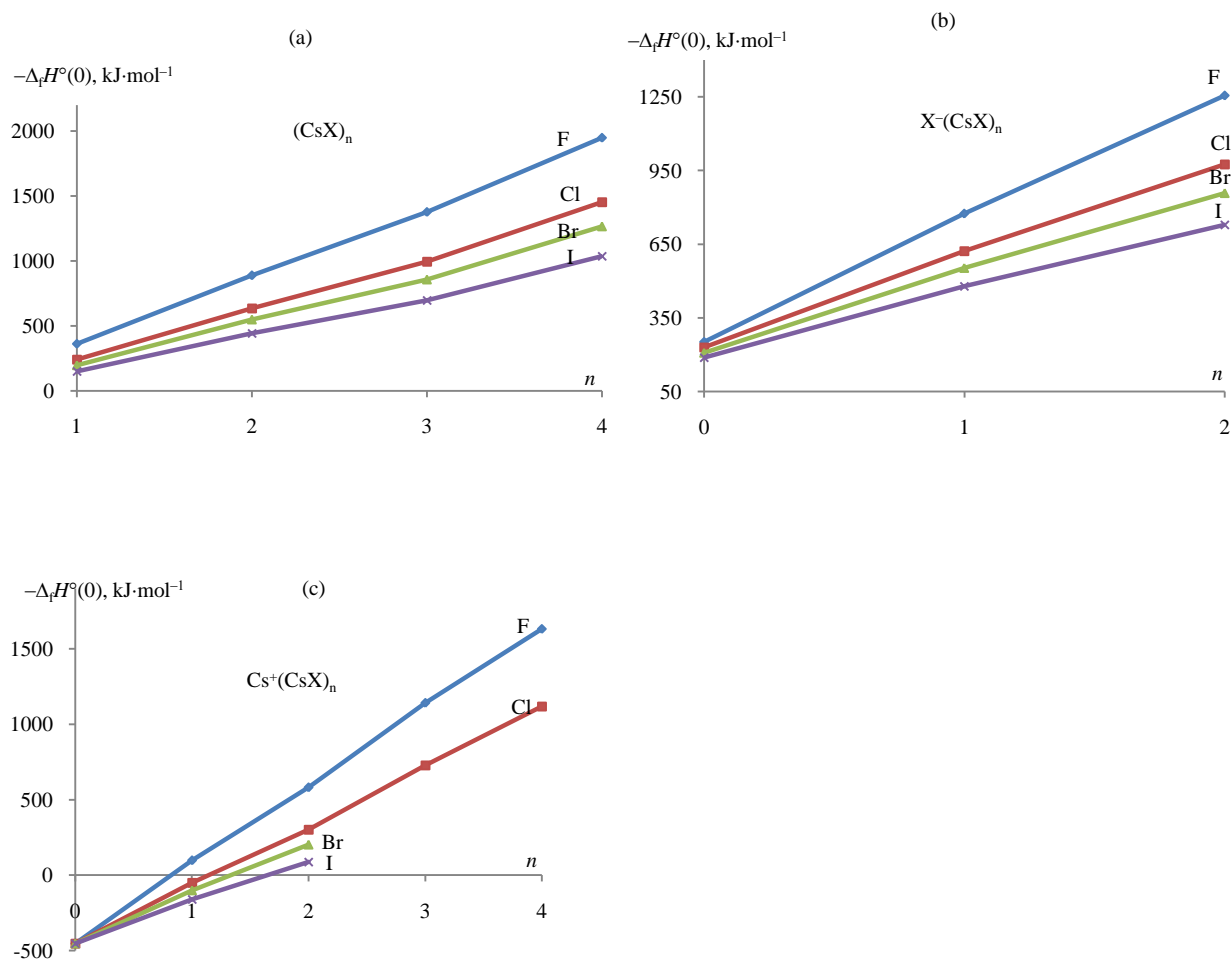 (a)
−ΔfH°(0), kJ·mol–1
(CsX)n
2000
1500
1000
500
0
1
2
3
4
n
F
Cl
Br
I
(b)
−ΔfH°(0), kJ·mol–1
X–(CsX)n
1250
950
650
350
50
0
1
2
n
F
Cl
Br
I
(c)
−ΔfH°(0), kJ·mol–1
Cs+(CsX)n
1500
1000
500
0
-500
0
1
2
3
4
n
F
Cl
Br
I